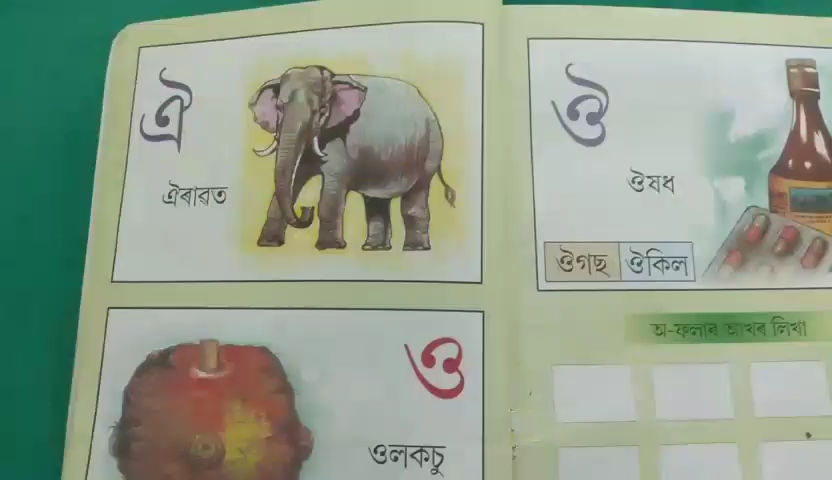 ঐ
ঐৰাৱত
ও
ওলকচু
ঔ
ঔষধ
ঔগছ ঔকিল
অ-ফলাৰ আখৰ লিখা